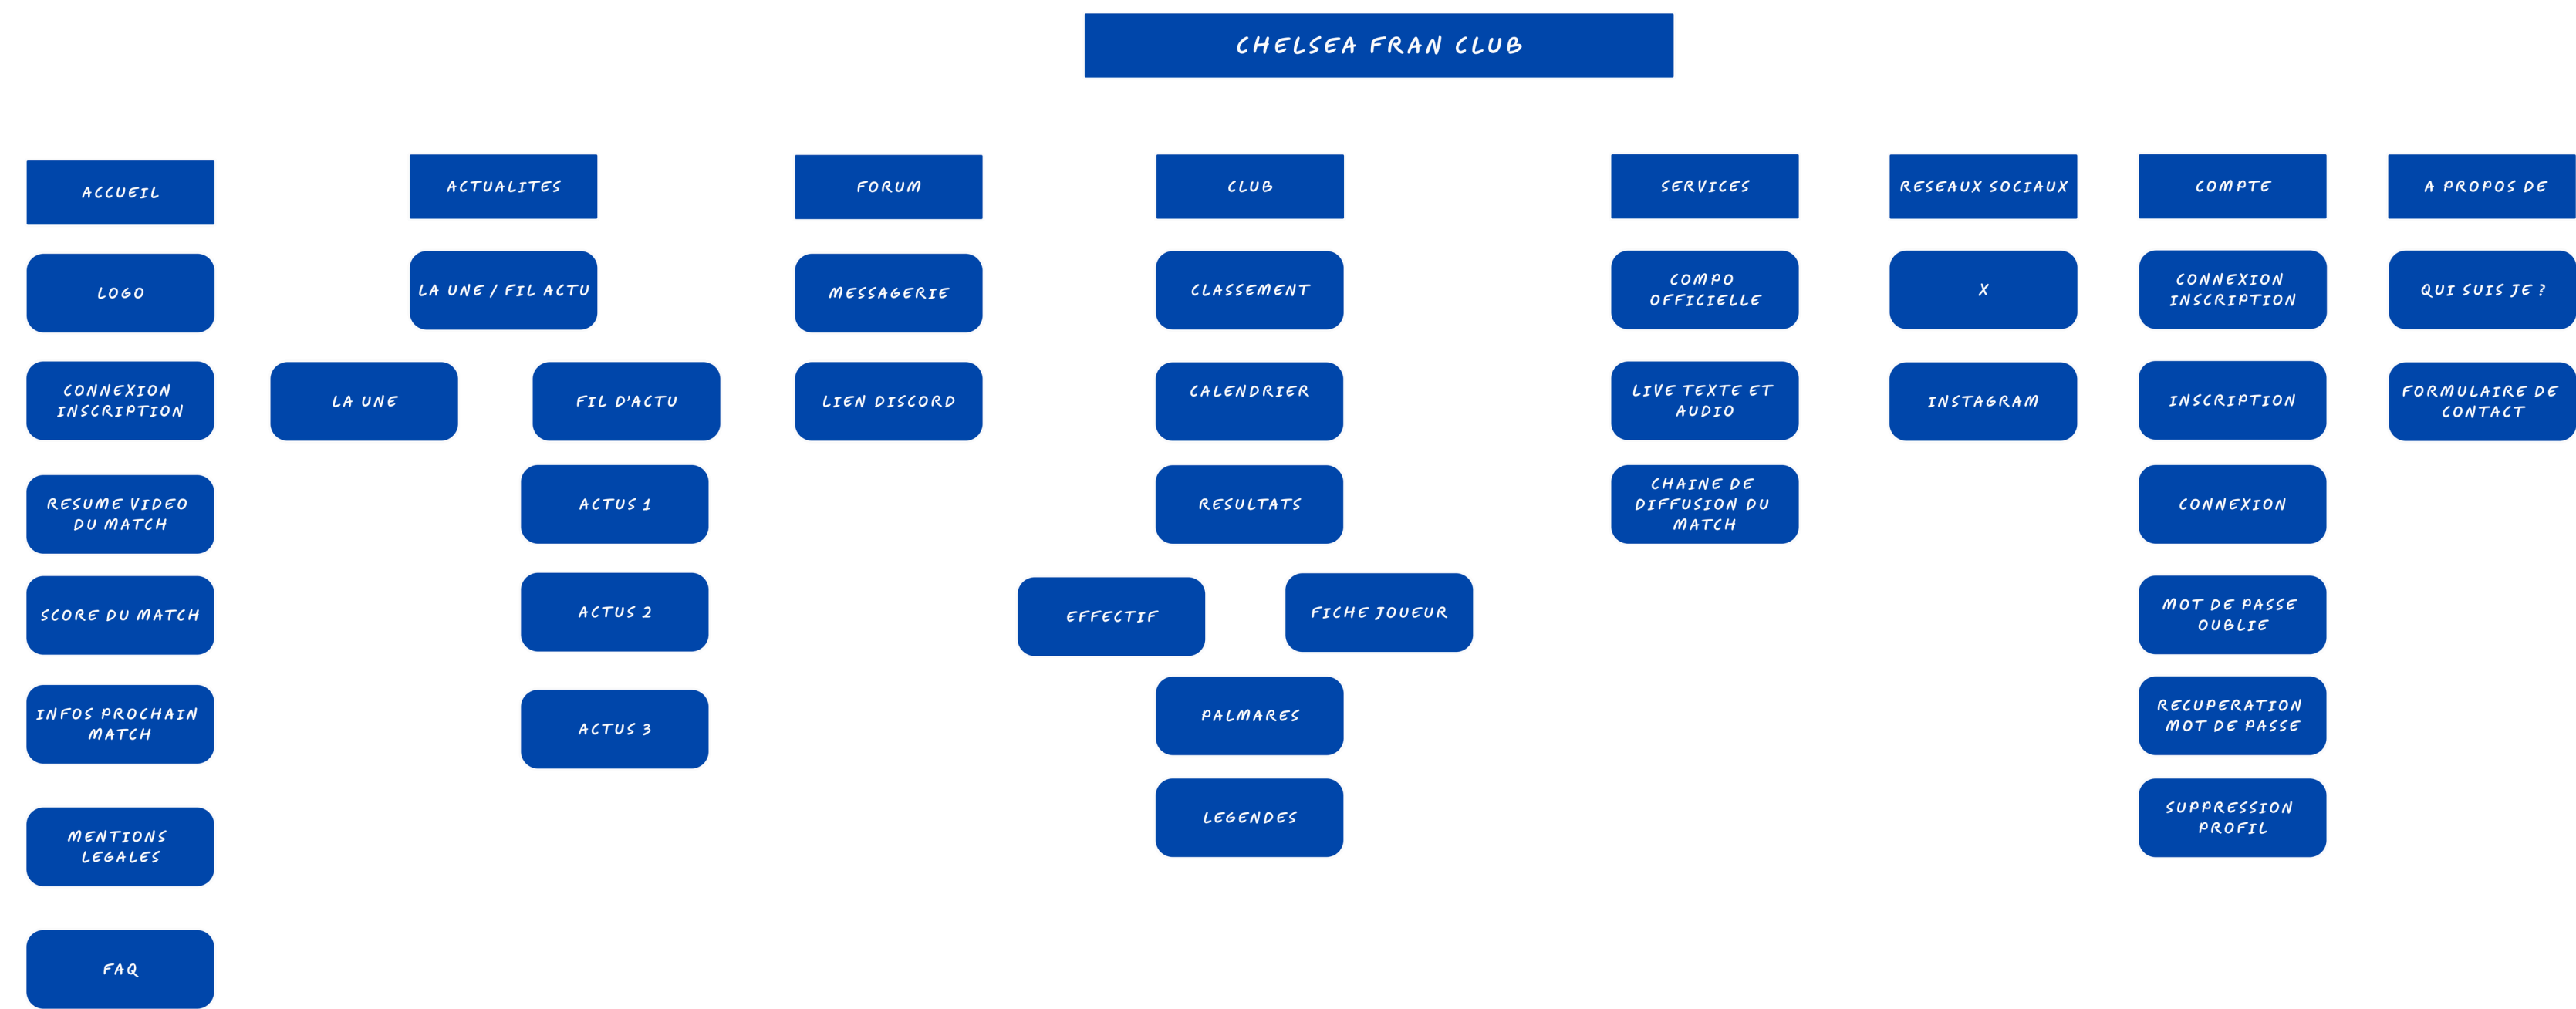 CHELSEA FRAN CLUB
ACCUEIL
LOGO
CONNEXION
INSCRIPTION
RESUME VIDEO
DU MATCH
SCORE DU MATCH
INFOS PROCHAIN
MATCH
MENTIONS
LEGALES
FAQ
ACTUALITES
LA UNE / FIL ACTU
LA UNE
FIL D'ACTU
ACTUS 1
ACTUS 2
ACTUS 3
FORUM
MESSAGERIE
LIEN DISCORD
CLUB
CLASSEMENT
CALENDRIER
RESULTATS
EFFECTIF
FICHE JOUEUR
PALMARES
LEGENDES
SERVICES
COMPO
OFFICIELLE
LIVE TEXTE ET
AUDIO
CHAINE DE
DIFFUSION DU
MATCH
RESEAUX SOCIAUX
X
INSTAGRAM
COMPTE
CONNEXION
INSCRIPTION
INSCRIPTION
CONNEXION
MOT DE PASSE
OUBLIE
RECUPERATION
MOT DE PASSE
SUPPRESSION
PROFIL
A PROPOS DE
QUI SUIS JE ?
FORMULAIRE DE
CONTACT